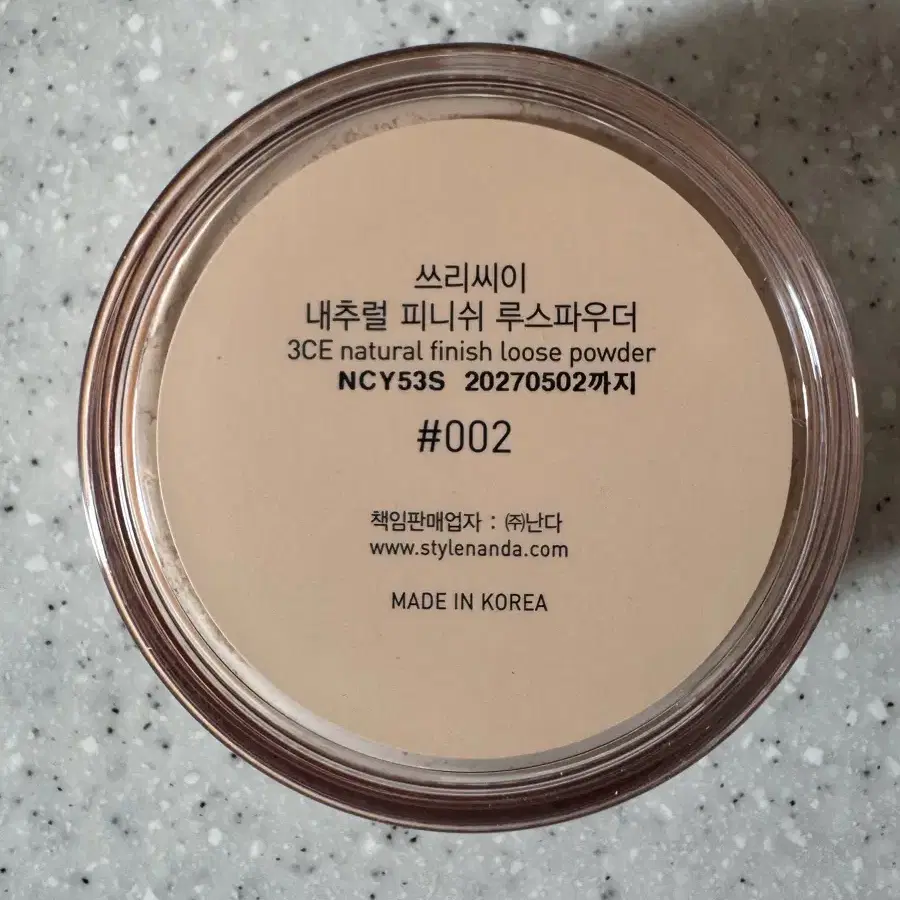 쓰리씨이
내추럴 피니쉬 루스파우더
3CE natural finish loose powder
NCY53S 20270502까지
#002
책임판매업자 : ㈜난다
www.stylenanda.com
MADE IN KOREA